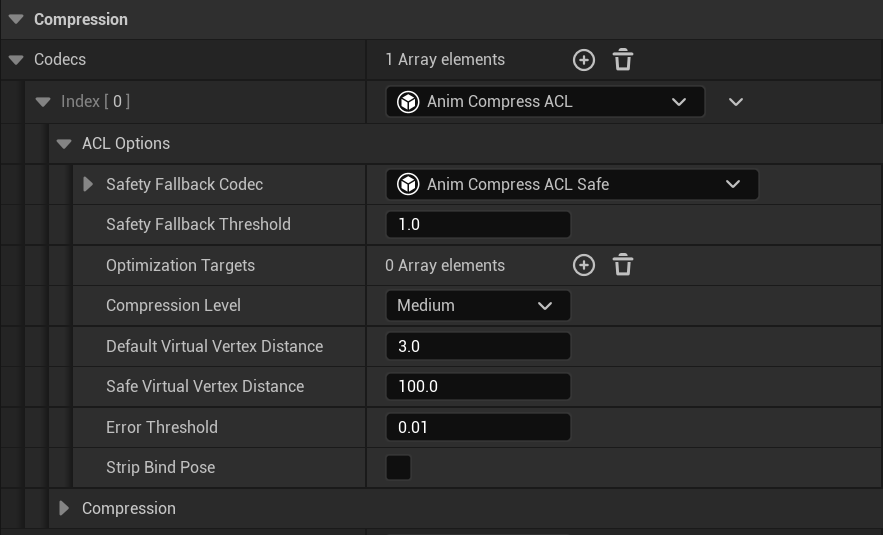 Compression
Codecs 1 Array elements
Index [ 0 ] Anim Compress ACL
ACL Options
Safety Fallback Codec Anim Compress ACL Safe
Safety Fallback Threshold 1.0
Optimization Targets 0 Array elements
Compression Level Medium
Default Virtual Vertex Distance 3.0
Safe Virtual Vertex Distance 100.0
Error Threshold 0.01
Strip Bind Pose
Compression